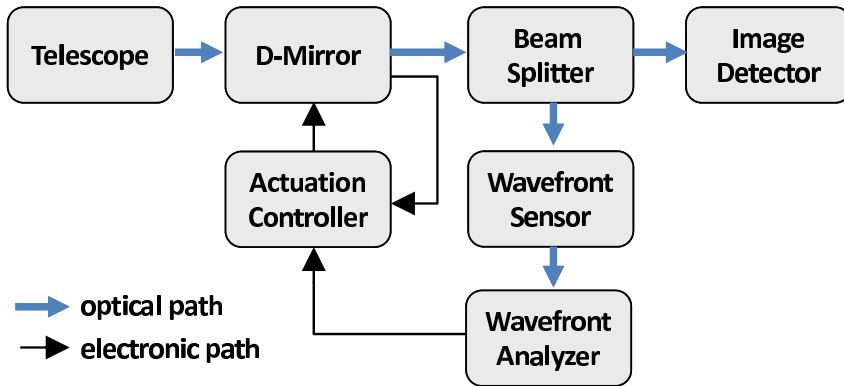 Telescope
D-Mirror
Beam
Splitter
Image
Detector
Actuation
Controller
Wavefront
Sensor
Wavefront
Analyzer
optical path
electronic path